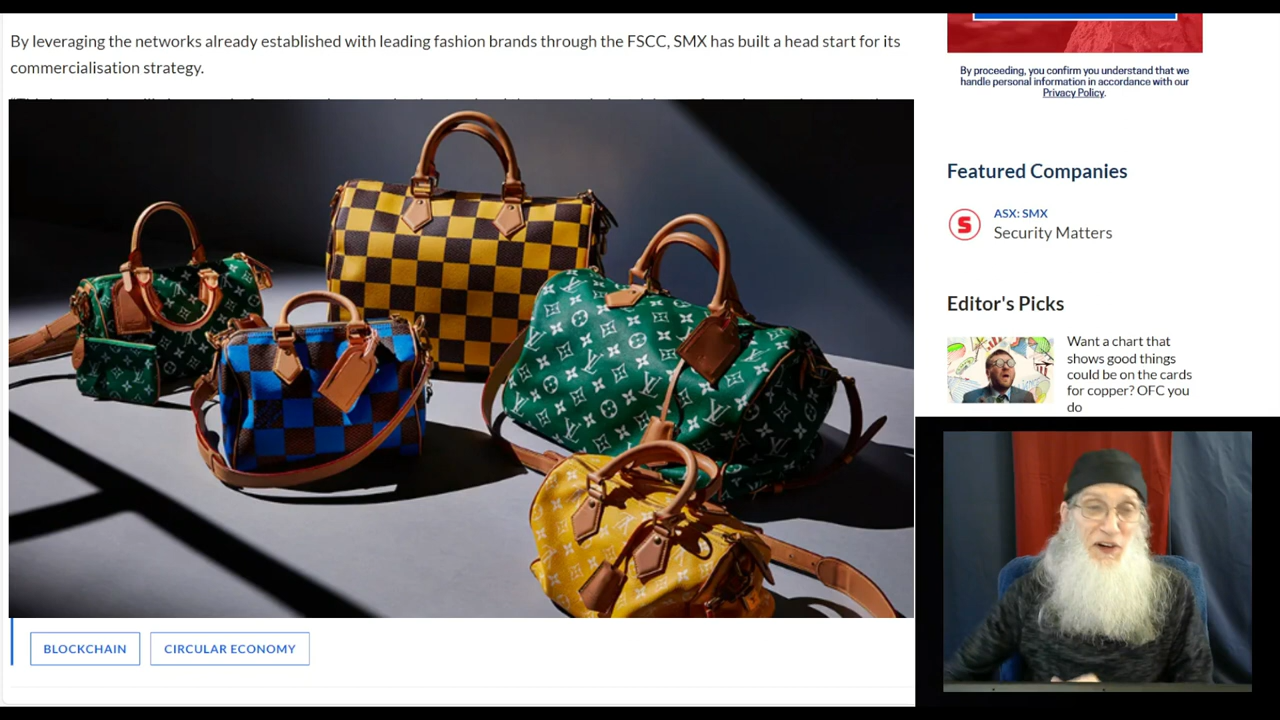 By leveraging the networks already established with leading fashion brands through the FSCC, SMX has built a head start for its
commercialisation strategy.
BLOCKCHAIN
CIRCULAR ECONOMY
By proceeding, you confirm you understand that we
handle personal information in accordance with our
Privacy Policy.
Featured Companies
S
ASX: SMX
Security Matters
Editor's Picks
Want a chart that
shows good things
could be on the cards
for copper? OFC you
do